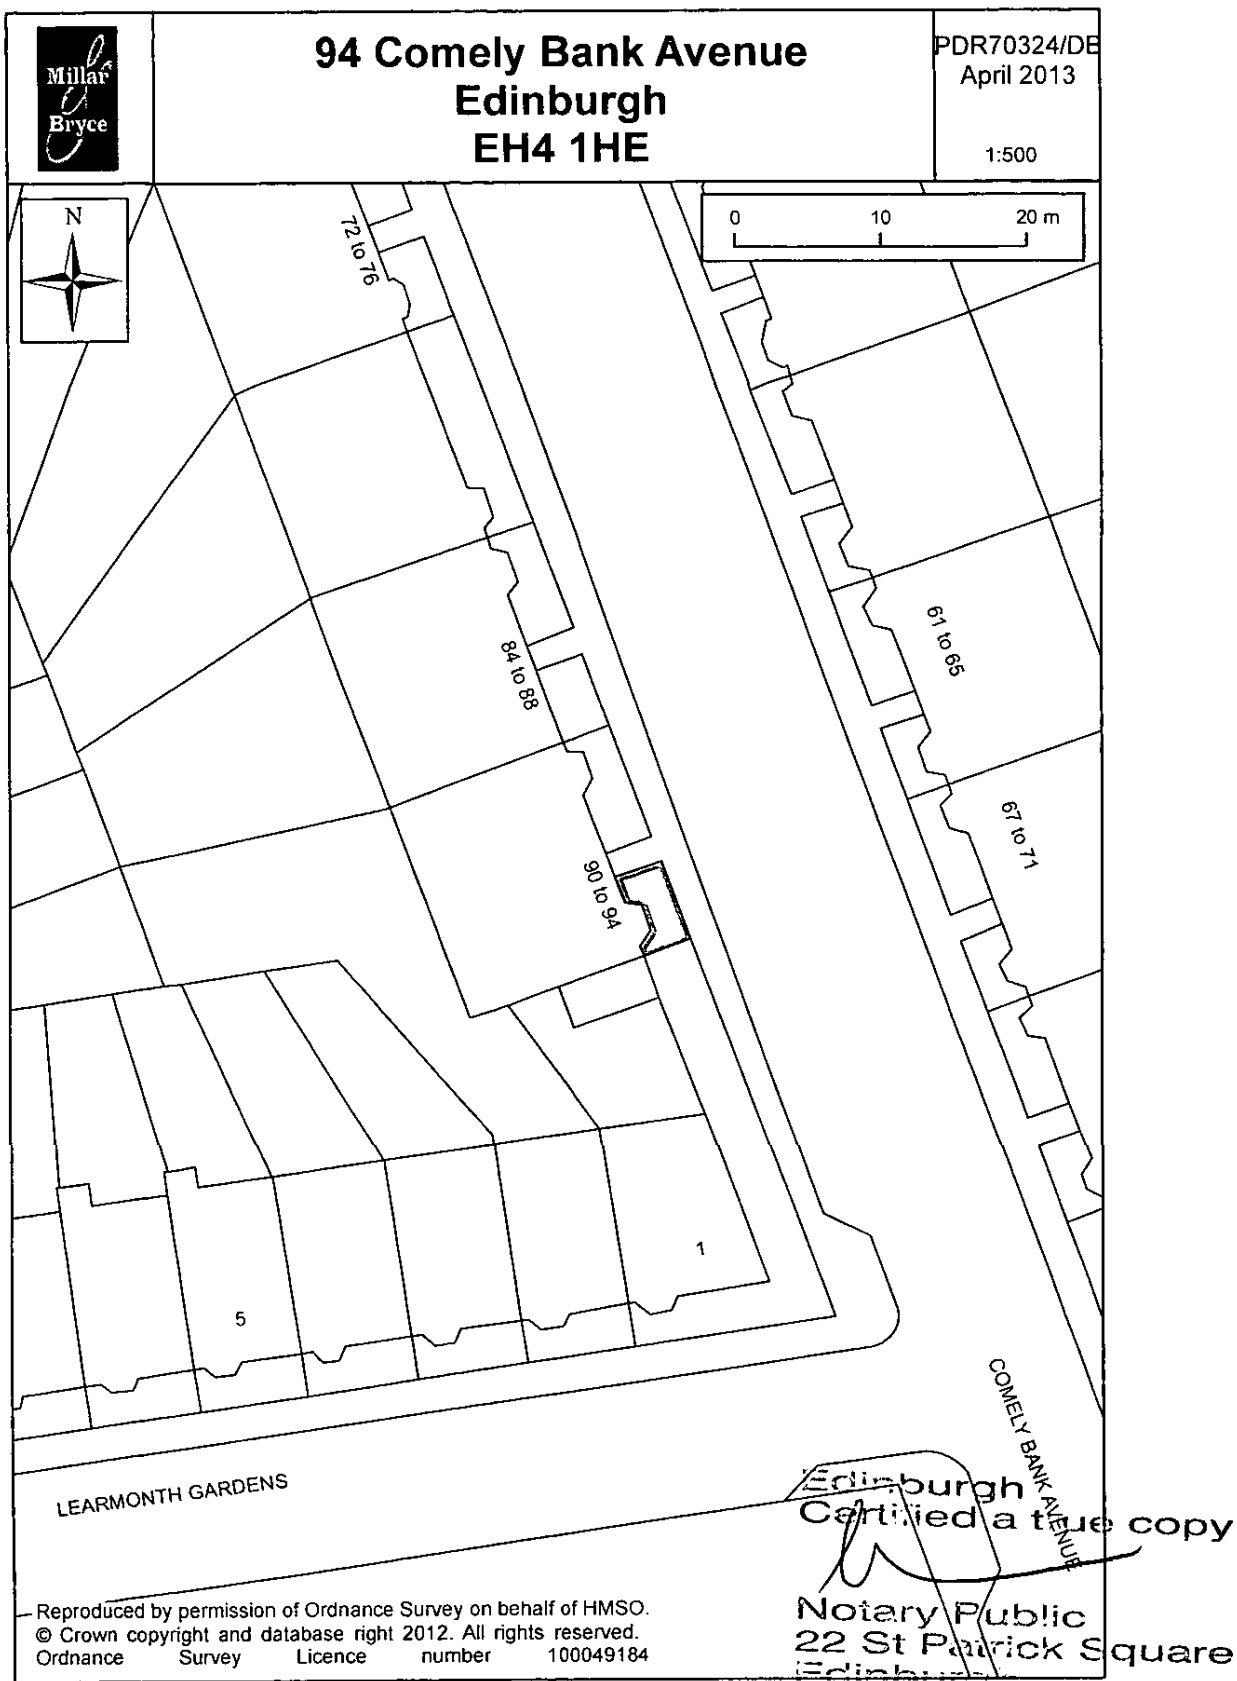 Millar
&
Bryce
94 Comely Bank Avenue
Edinburgh
EH4 1HE
PDR70324/DB
April 2013
1:500
N
0 10 20 m
72 to 76
84 to 88
61 to 65
67 to 71
90 to 94
1
5
LEARMONTH GARDENS
COMELY BANK AVENUE
Edinburgh
Certified a true copy
Notary Public
22 St Patrick Square
Edinburgh
Reproduced by permission of Ordnance Survey on behalf of HMSO.
© Crown copyright and database right 2012. All rights reserved.
Ordnance Survey Licence number 100049184